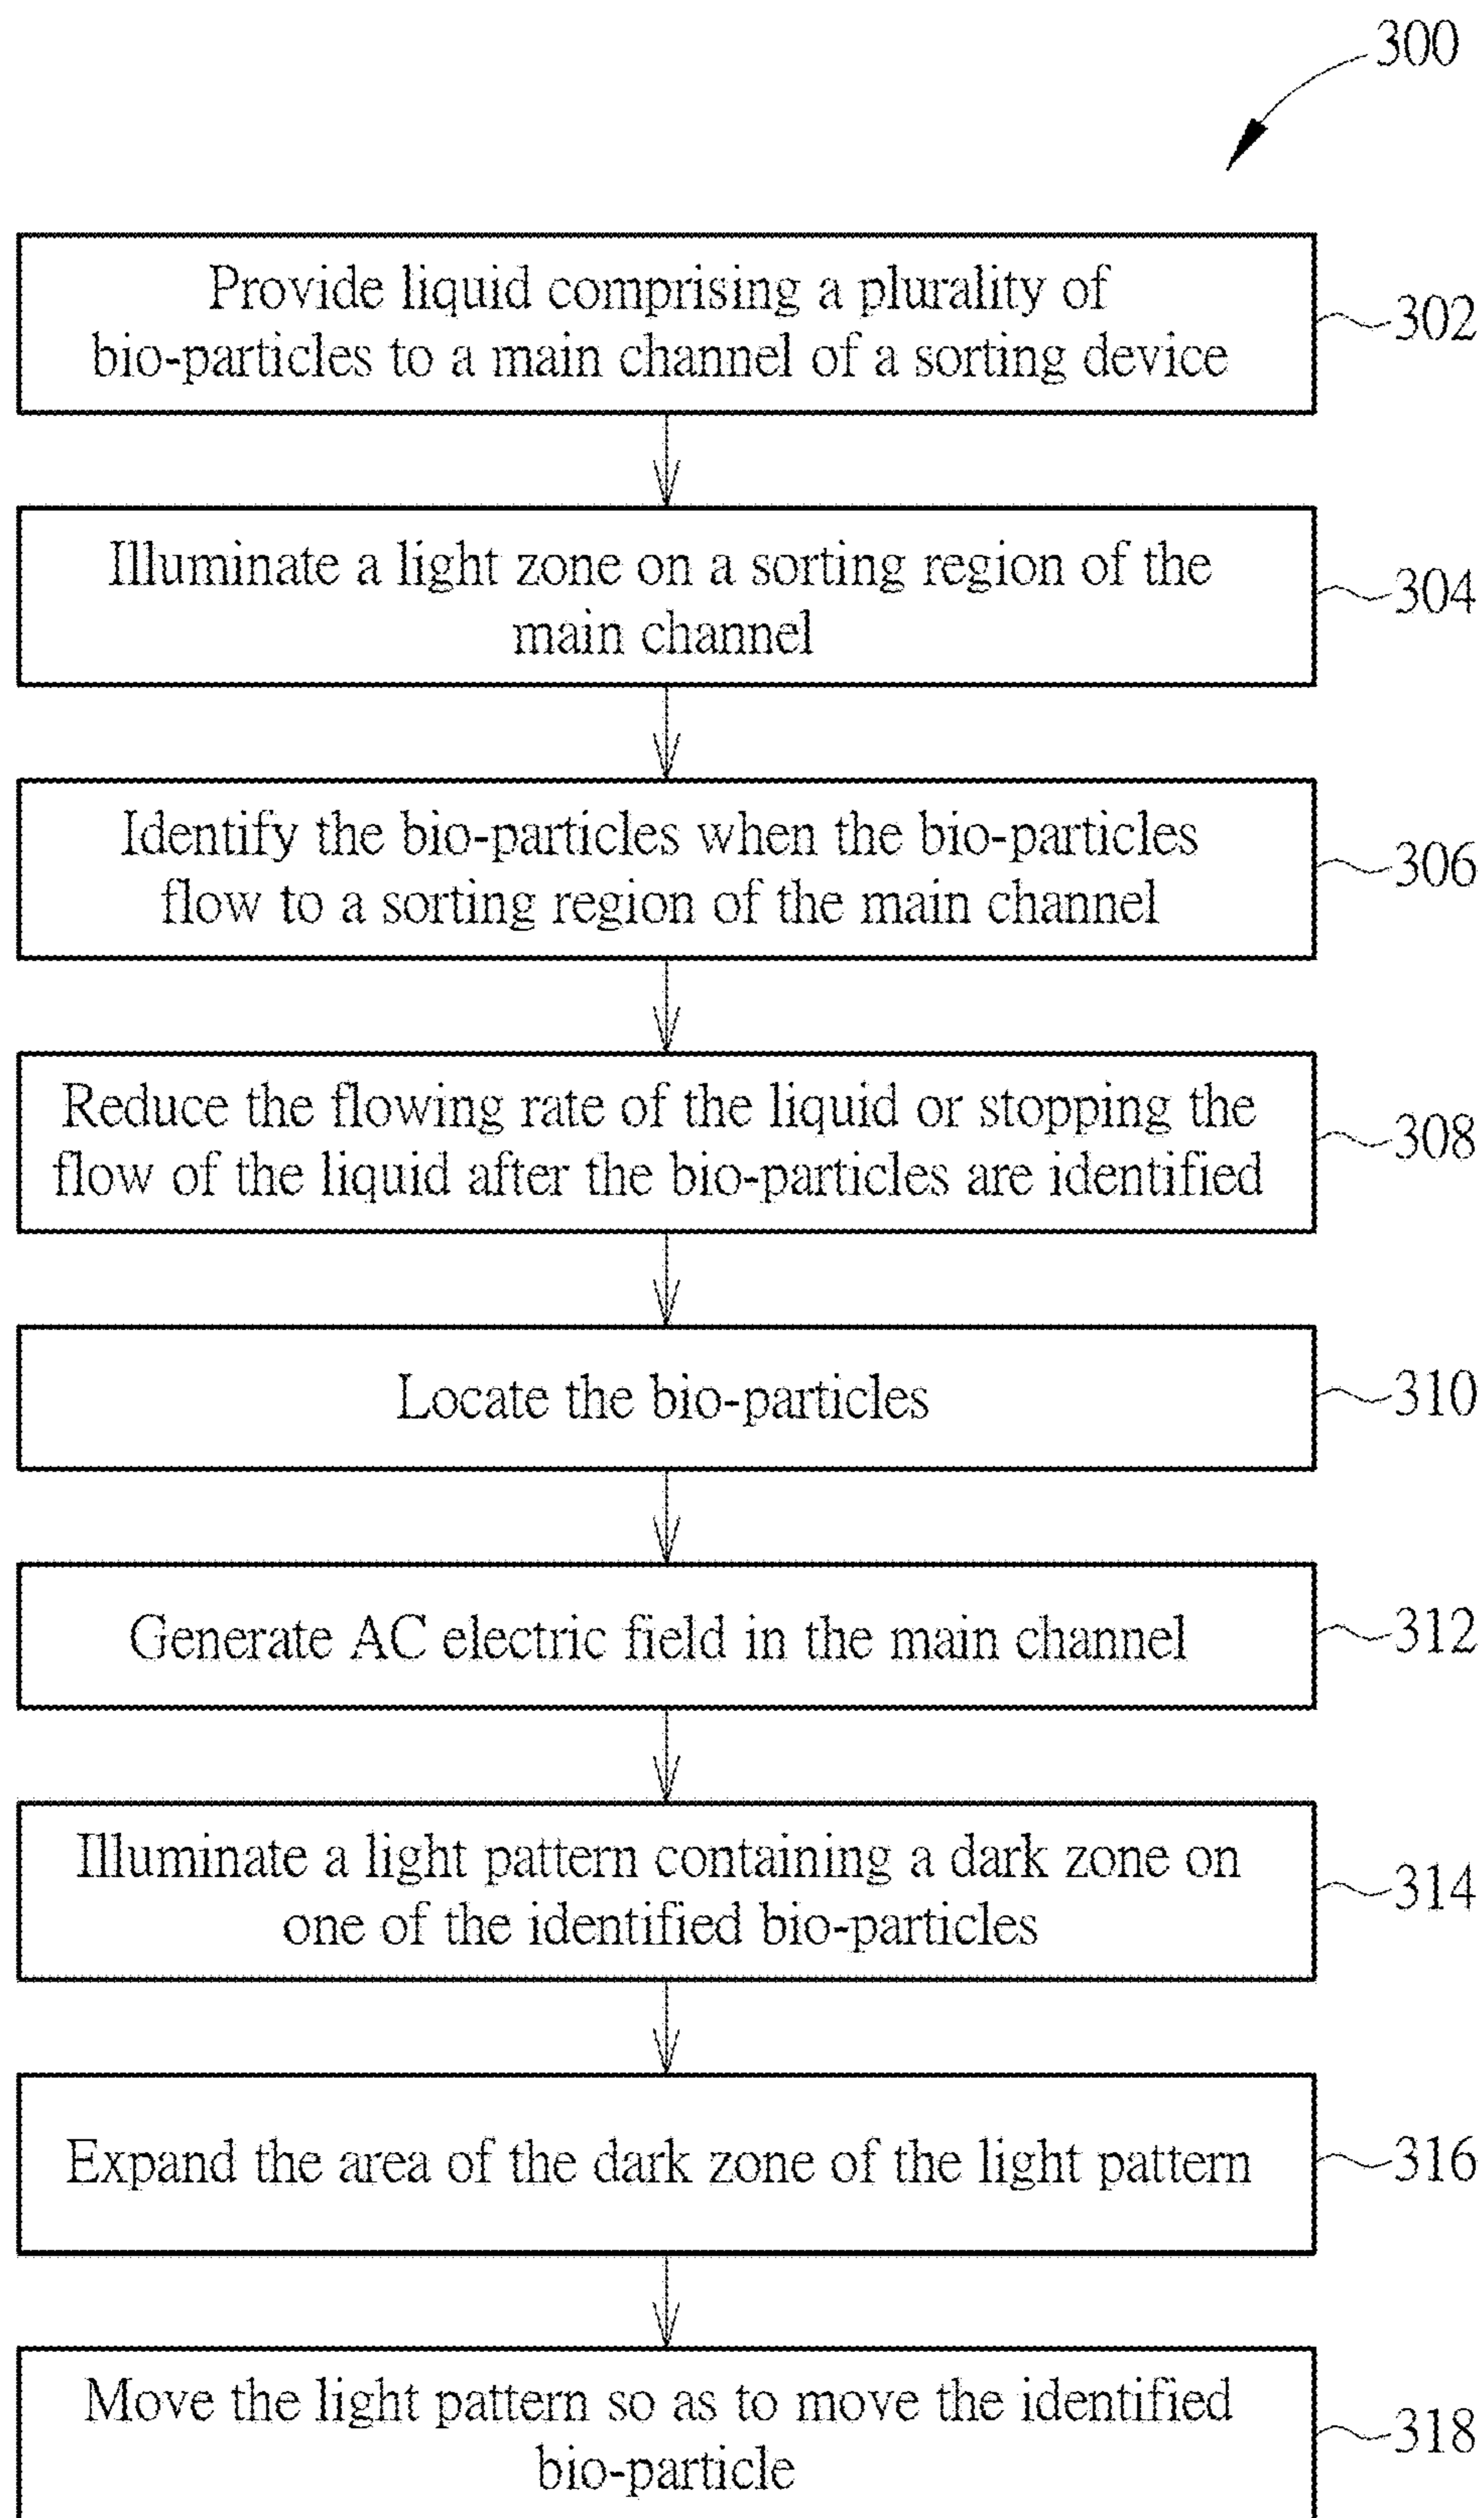 300
Provide liquid comprising a plurality of
bio-particles to a main channel of a sorting device
302
Illuminate a light zone on a sorting region of the
main channel
304
Identify the bio-particles when the bio-particles
flow to a sorting region of the main channel
306
Reduce the flowing rate of the liquid or stopping the
flow of the liquid after the bio-particles are identified
308
Locate the bio-particles
310
Generate AC electric field in the main channel
312
Illuminate a light pattern containing a dark zone on
one of the identified bio-particles
314
Expand the area of the dark zone of the light pattern
316
Move the light pattern so as to move the identified
bio-particle
318